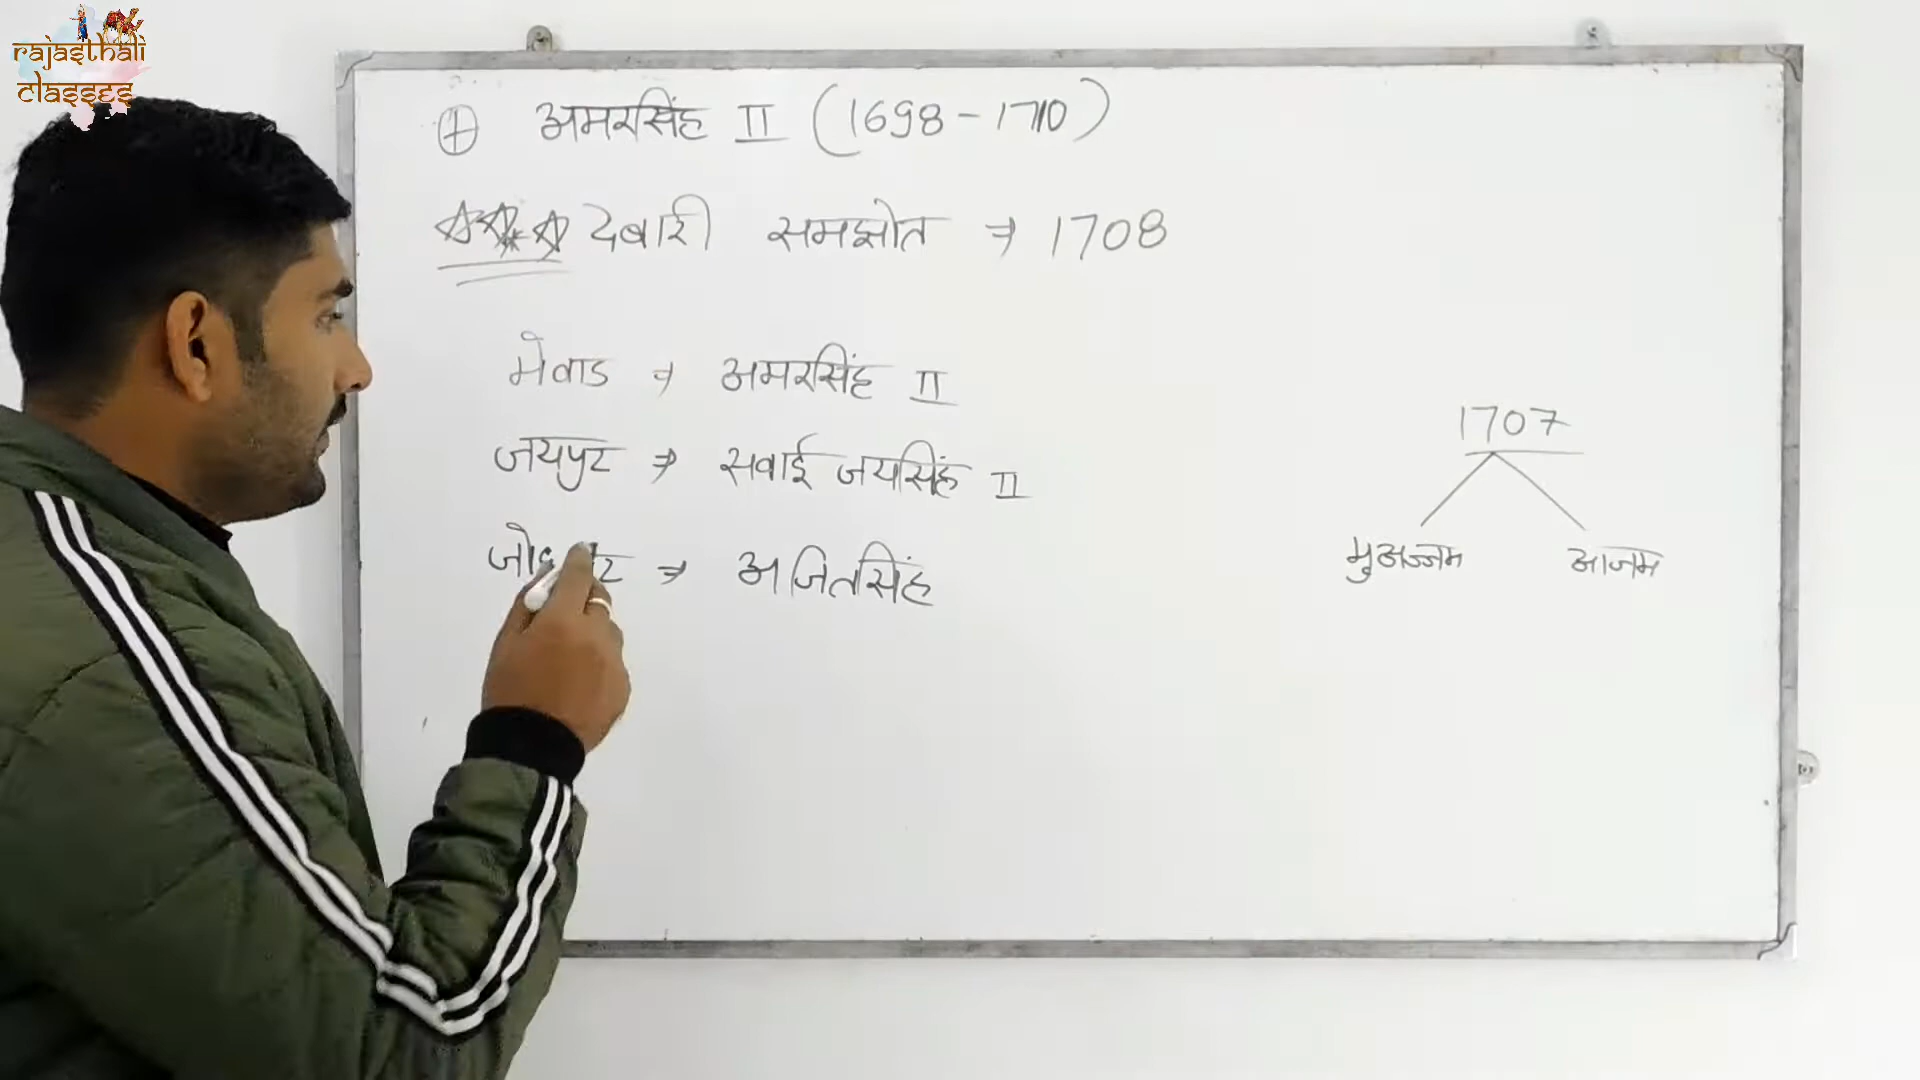 rajasthali
classes
अमरसिंह II (1698-1710)
देबारी समझोत → 1708
मेवाड → अमरसिंह II
जयपुर → सवाई जयसिंह II
→ अजितसिंह
1707
मुअज्जम आजम